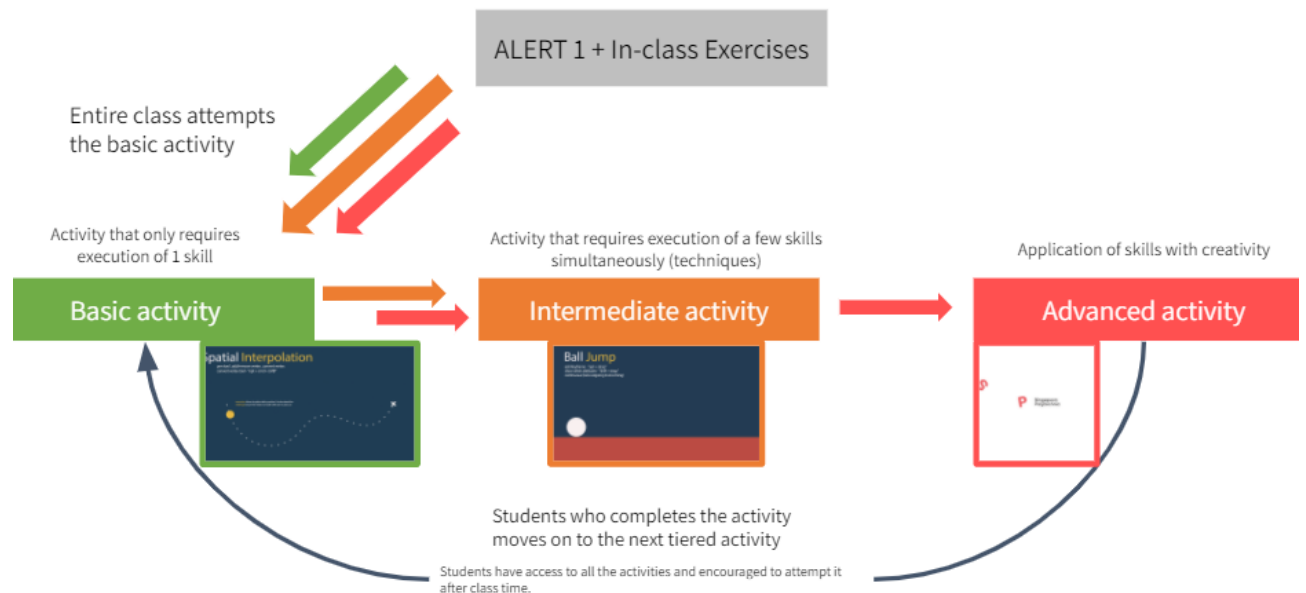 ALERT 1 + In-class Exercises
Entire class attempts
the basic activity
Activity that only requires
execution of 1 skill
Activity that requires execution of a few skills
simultaneously (techniques)
Application of skills with creativity
Basic activity
Intermediate activity
Advanced activity
Spatial Interpolation
Ball Jump
S
P
Singapore
Polytechnic
Students who completes the activity
moves on to the next tiered activity
Students have access to all the activities and encouraged to attempt it
after class time.